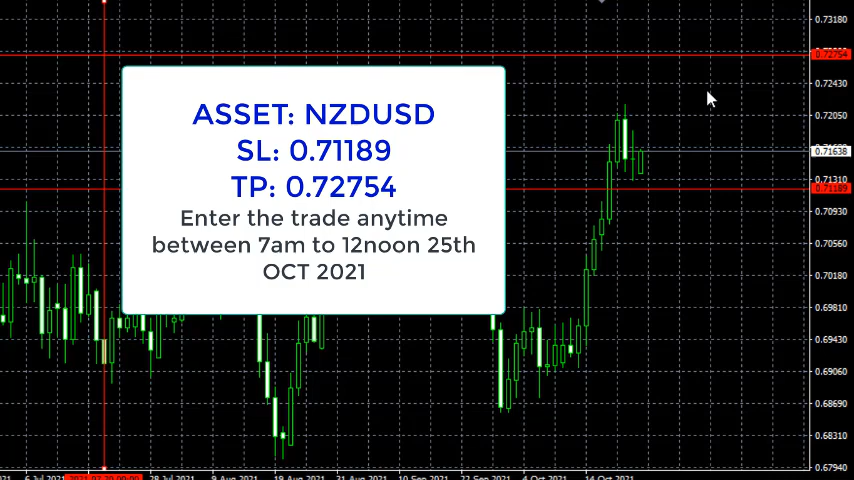 0.73180
0.72754
ASSET: NZDUSD
SL: 0.71189
TP: 0.72754
Enter the trade anytime
between 7am to 12noon 25th
OCT 2021
0.72430
0.72050
0.71638
0.71310
0.71189
0.70930
0.70560
0.70180
0.69810
0.69430
0.69060
0.68690
0.68310
0.67940
6 Jul 2021
28 Jul 2021
9 Aug 2021
19 Aug 2021
31 Aug 2021
10 Sep 2021
22 Sep 2021
4 Oct 2021
14 Oct 2021